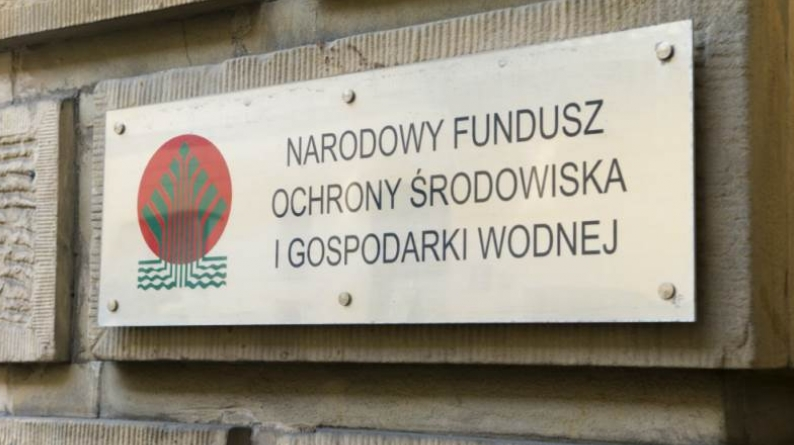 NARODOWY FUNDUSZ
OCHRONY ŚRODOWISKA
I GOSPODARKI WODNEJ